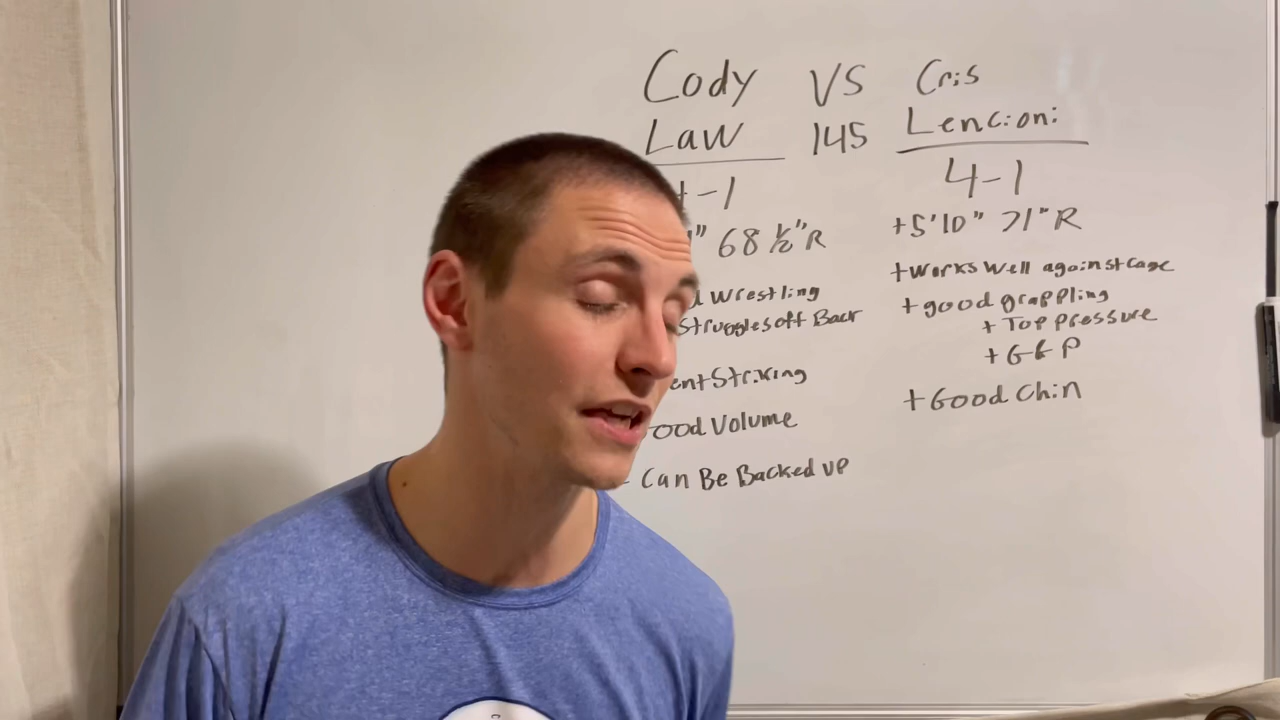 Cody VS Cris
Law 145 Lencioni
-1 4-1
" 68 ½" R +5'10" 71" R
Wrestling +Works Well against cage
Struggles off Back +good grappling
+Top pressure
+G&P
Striking +Good Chin
Volume
- Can Be Backed up